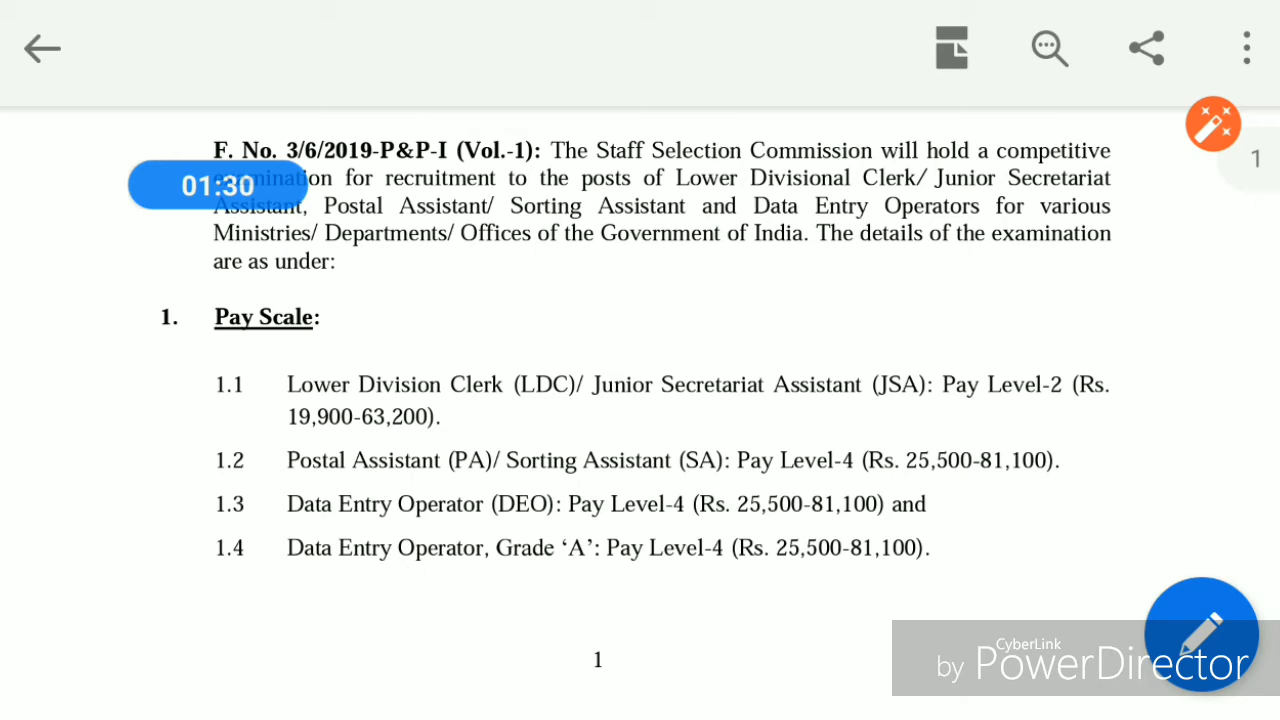 F. No. 3/6/2019-P&P-I (Vol.-1): The Staff Selection Commission will hold a competitive
01:30
examination for recruitment to the posts of Lower Divisional Clerk/ Junior Secretariat
1
Assistant, Postal Assistant/ Sorting Assistant and Data Entry Operators for various
Ministries/ Departments/ Offices of the Government of India. The details of the examination
are as under:
1. Pay Scale:
1.1 Lower Division Clerk (LDC)/ Junior Secretariat Assistant (JSA): Pay Level-2 (Rs.
19,900-63,200).
1.2 Postal Assistant (PA)/ Sorting Assistant (SA): Pay Level-4 (Rs. 25,500-81,100).
1.3 Data Entry Operator (DEO): Pay Level-4 (Rs. 25,500-81,100) and
1.4 Data Entry Operator, Grade ‘A’: Pay Level-4 (Rs. 25,500-81,100).
1
CyberLink
by PowerDirector